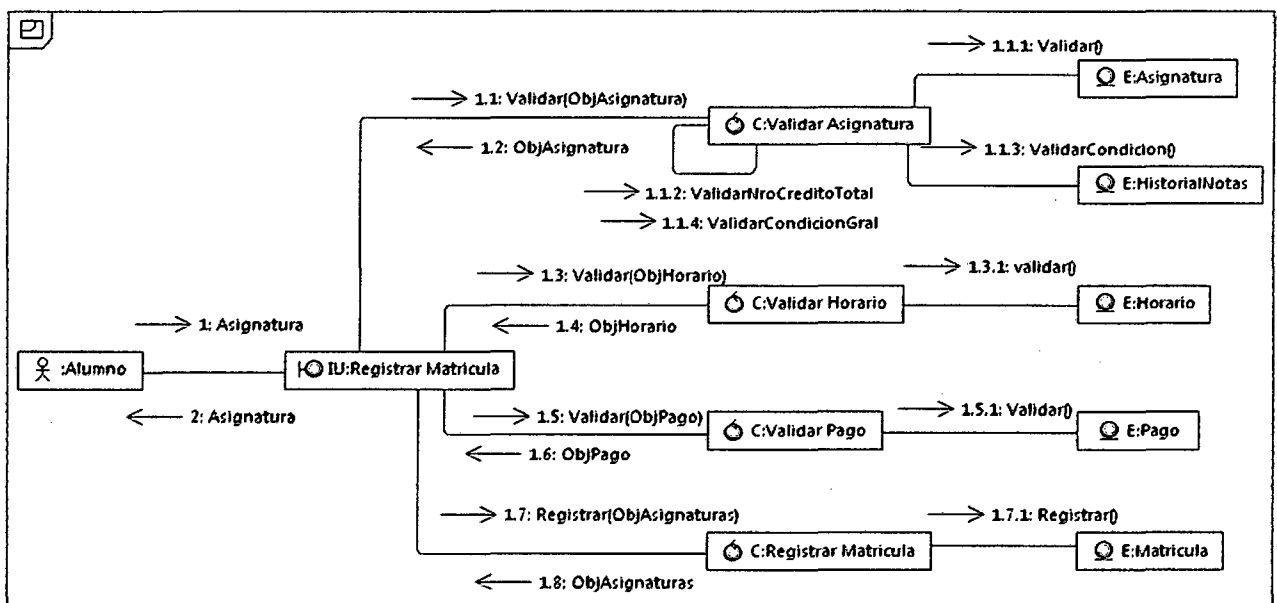 1.1.1: Validar()
E:Asignatura
1.1: Validar(ObjAsignatura)
C:Validar Asignatura
1.2: ObjAsignatura
1.1.3: ValidarCondicion()
E:HistorialNotas
1.1.2: ValidarNroCreditoTotal
1.1.4: ValidarCondicionGral
1.3: Validar(ObjHorario)
1.3.1: validar()
C:Validar Horario
E:Horario
1.4: ObjHorario
1: Asignatura
:Alumno
IU:Registrar Matricula
2: Asignatura
1.5: Validar(ObjPago)
1.5.1: Validar()
C:Validar Pago
E:Pago
1.6: ObjPago
1.7: Registrar(ObjAsignaturas)
1.7.1: Registrar()
C:Registrar Matricula
E:Matricula
1.8: ObjAsignaturas